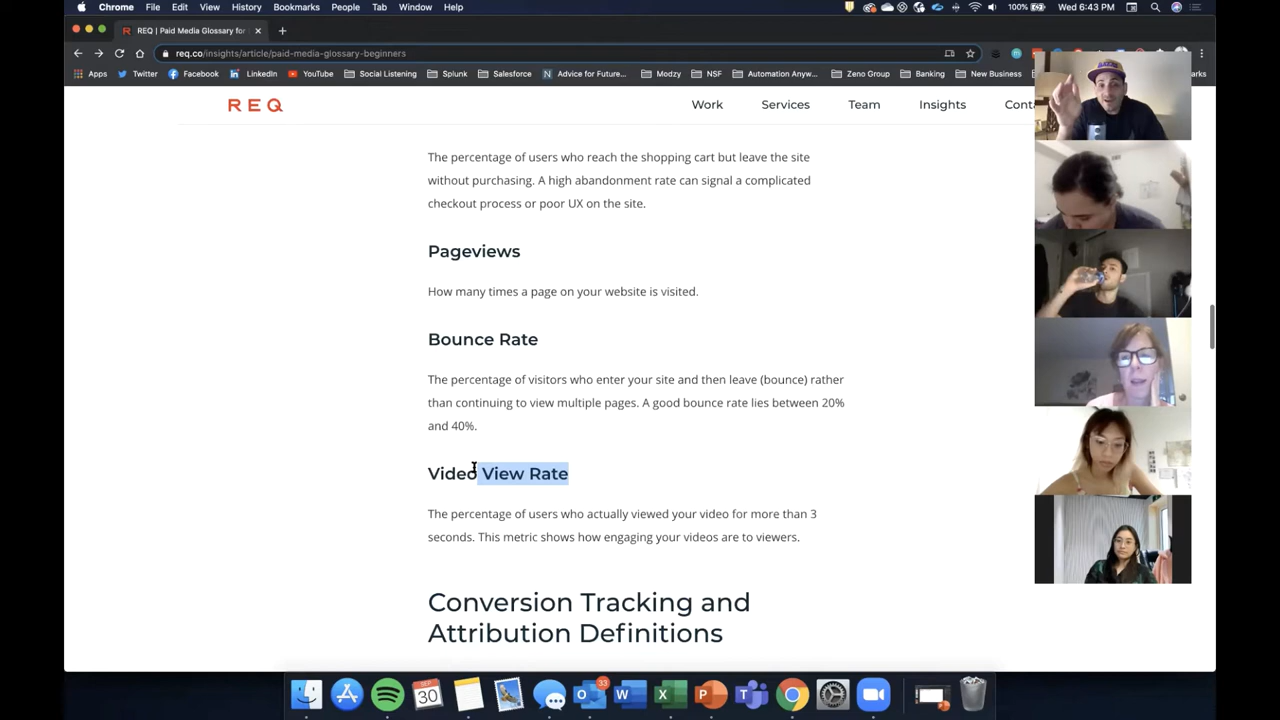 Chrome File Edit View History Bookmarks People Tab Window Help
100% Wed 6:43 PM
REQ | Paid Media Glossary for
req.co/insights/article/paid-media-glossary-beginners
Apps Twitter Facebook LinkedIn YouTube Social Listening Splunk Salesforce Advice for Future... Modzy NSF Automation Anyw... Zeno Group Banking New Business
REQ Work Services Team Insights Conta
The percentage of users who reach the shopping cart but leave the site
without purchasing. A high abandonment rate can signal a complicated
checkout process or poor UX on the site.
Pageviews
How many times a page on your website is visited.
Bounce Rate
The percentage of visitors who enter your site and then leave (bounce) rather
than continuing to view multiple pages. A good bounce rate lies between 20%
and 40%.
Video View Rate
The percentage of users who actually viewed your video for more than 3
seconds. This metric shows how engaging your videos are to viewers.
Conversion Tracking and
Attribution Definitions
SEP
30
33